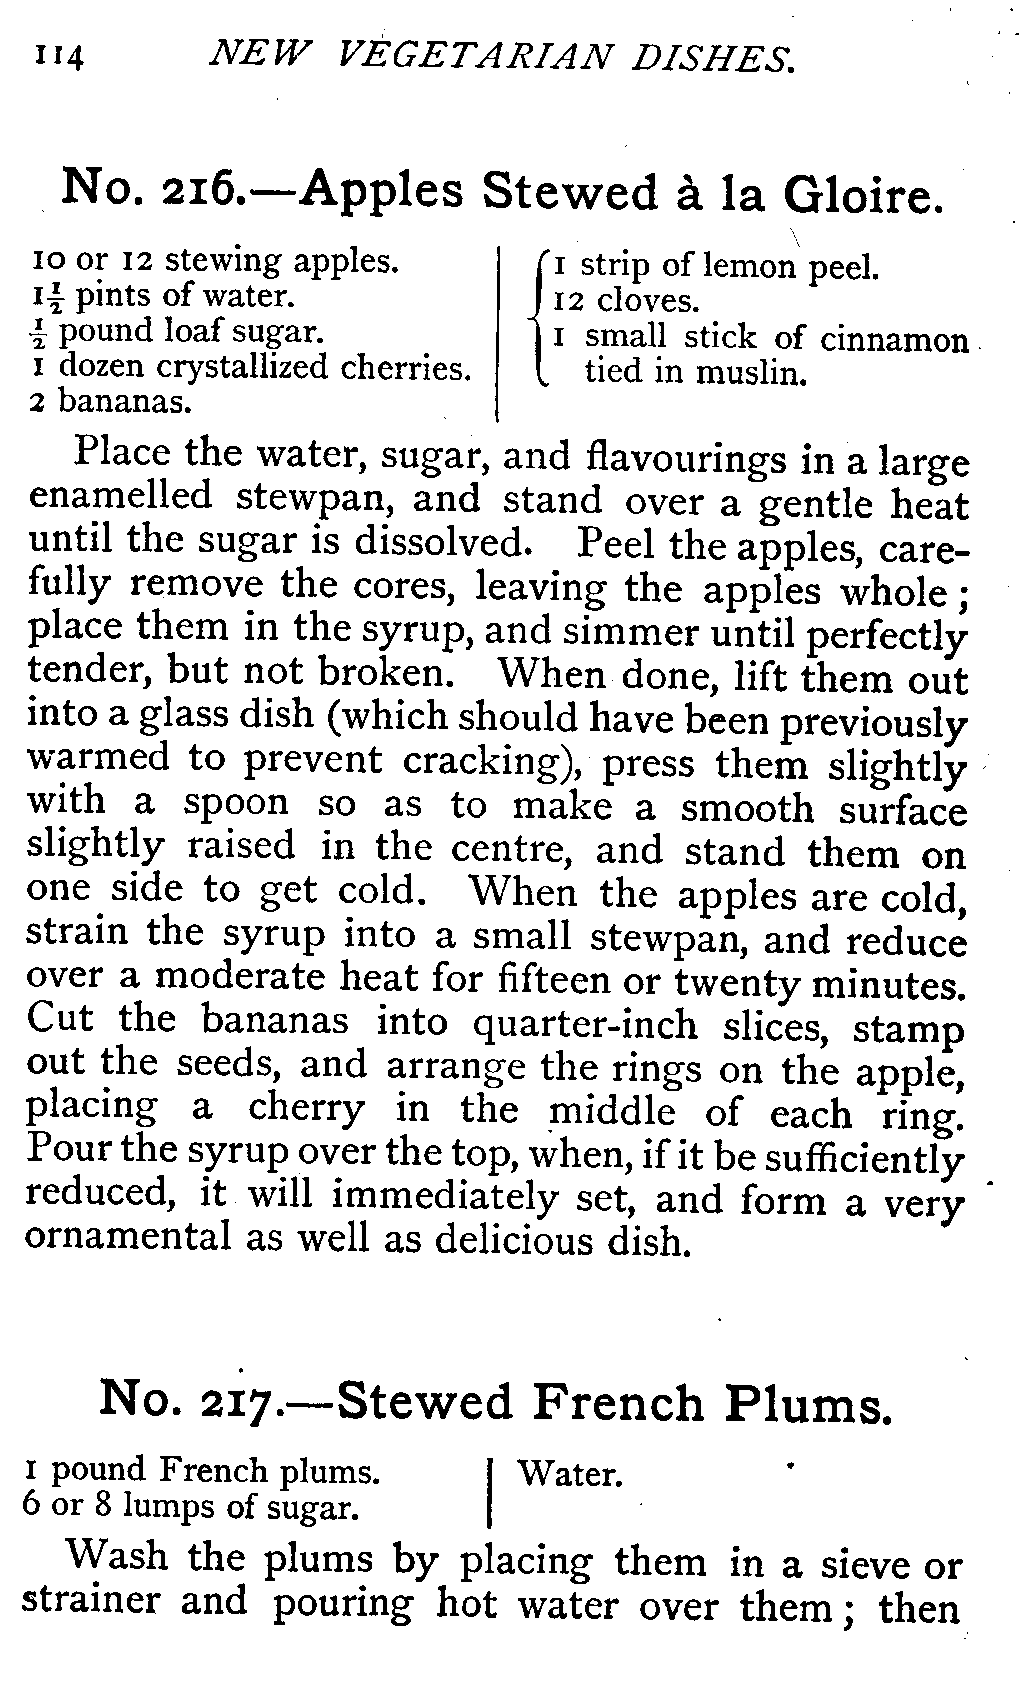 114 NEW VEGETARIAN DISHES.
No. 216.—Apples Stewed à la Gloire.
10 or 12 stewing apples.
1½ pints of water.
½ pound loaf sugar.
1 dozen crystallized cherries.
2 bananas.
1 strip of lemon peel.
12 cloves.
1 small stick of cinnamon
tied in muslin.
Place the water, sugar, and flavourings in a large
enamelled stewpan, and stand over a gentle heat
until the sugar is dissolved. Peel the apples, care-
fully remove the cores, leaving the apples whole;
place them in the syrup, and simmer until perfectly
tender, but not broken. When done, lift them out
into a glass dish (which should have been previously
warmed to prevent cracking), press them slightly
with a spoon so as to make a smooth surface
slightly raised in the centre, and stand them on
one side to get cold. When the apples are cold,
strain the syrup into a small stewpan, and reduce
over a moderate heat for fifteen or twenty minutes.
Cut the bananas into quarter-inch slices, stamp
out the seeds, and arrange the rings on the apple,
placing a cherry in the middle of each ring.
Pour the syrup over the top, when, if it be sufficiently
reduced, it will immediately set, and form a very
ornamental as well as delicious dish.
No. 217.—Stewed French Plums.
1 pound French plums.
6 or 8 lumps of sugar.
Water.
Wash the plums by placing them in a sieve or
strainer and pouring hot water over them; then